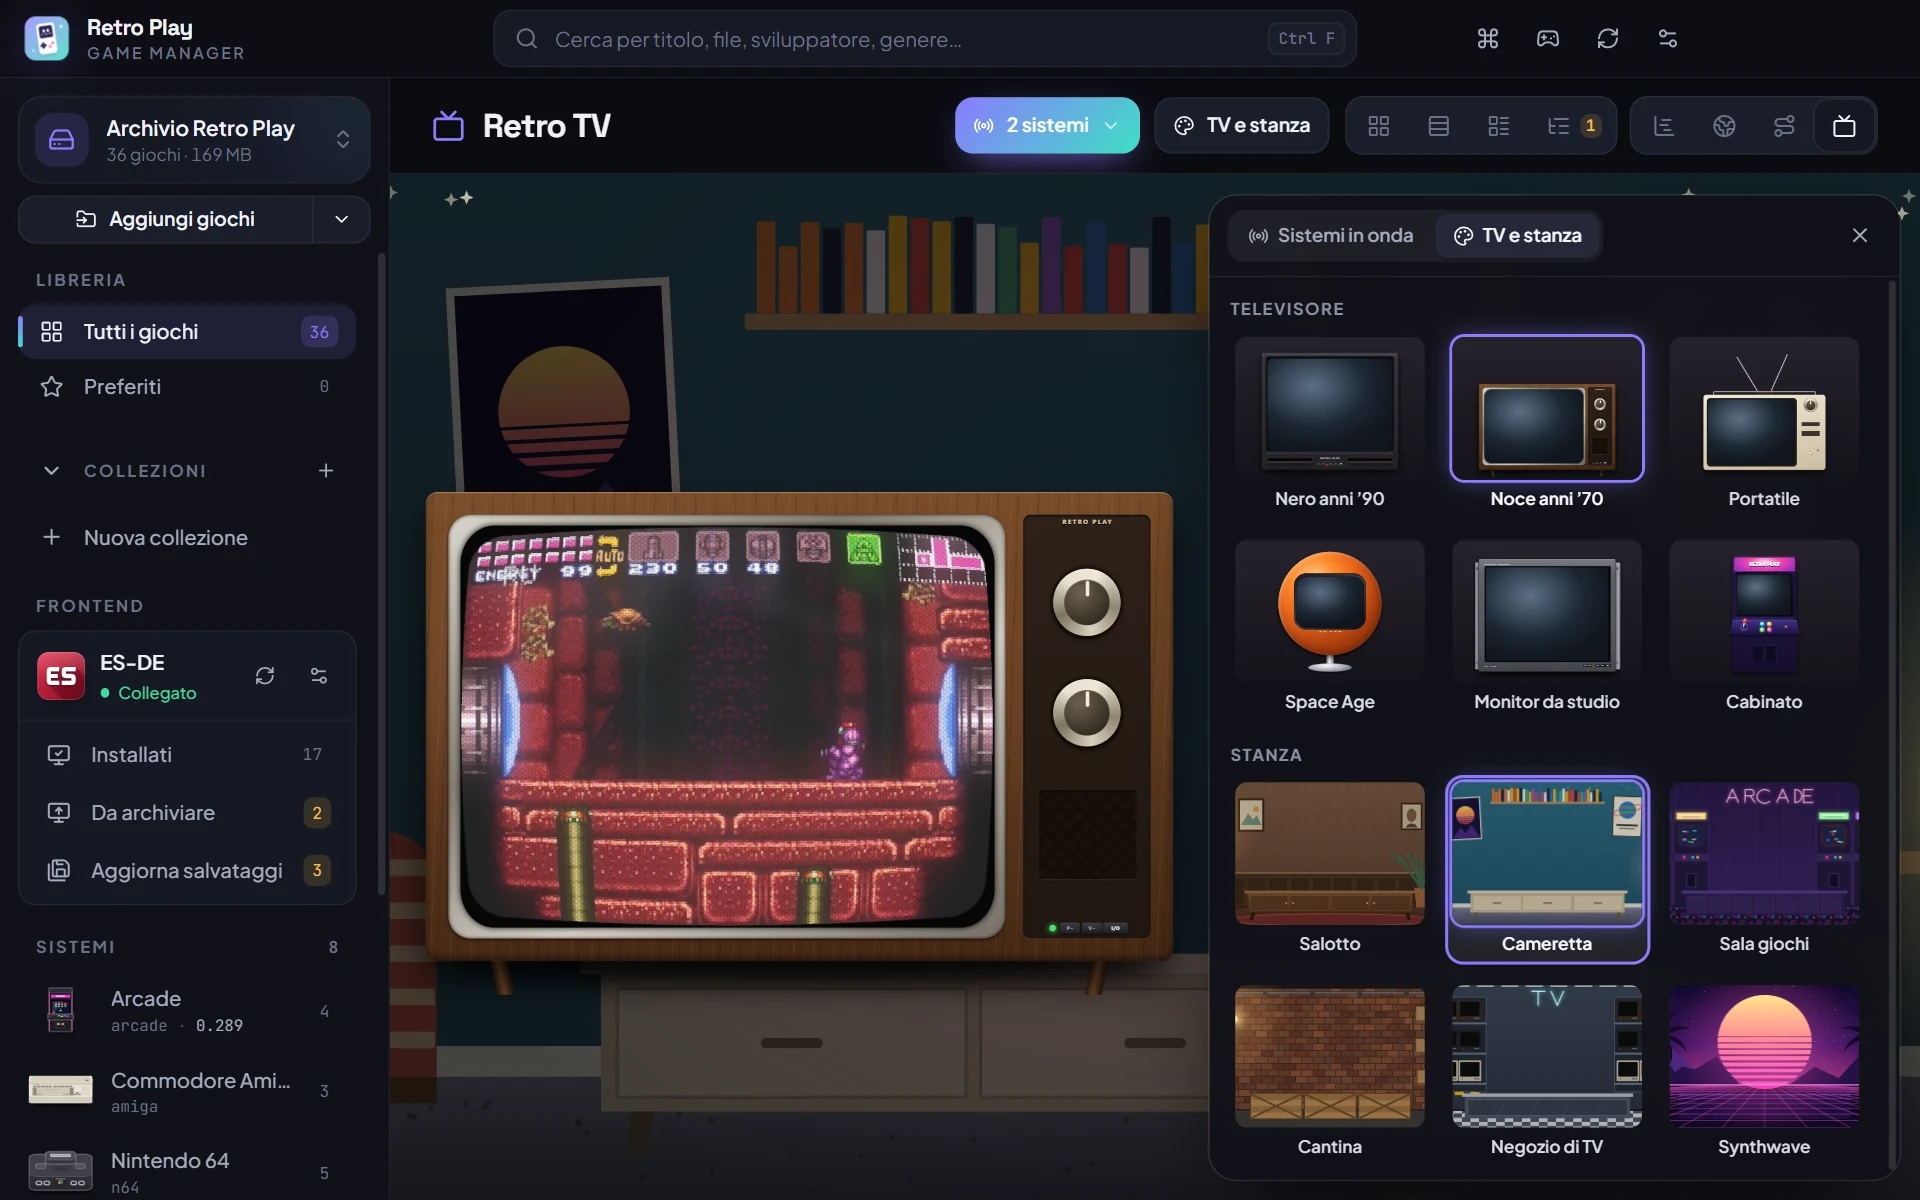 Retro Play
GAME MANAGER
Cerca per titolo, file, sviluppatore, genere...
Ctrl F
Archivio Retro Play
36 giochi · 169 MB
Aggiungi giochi
LIBRERIA
Tutti i giochi
36
Preferiti
0
COLLEZIONI
Nuova collezione
FRONTEND
ES
ES-DE
Collegato
Installati
17
Da archiviare
2
Aggiorna salvataggi
3
SISTEMI
8
Arcade
arcade · 0.289
4
Commodore Ami...
amiga
3
Nintendo 64
n64
5
Retro TV
2 sistemi
TV e stanza
1
RETRO PLAY
ENERGY 99
AUTO
230
50
48
P-
V-
I/O
Sistemi in onda
TV e stanza
TELEVISORE
Nero anni ’90
Noce anni ’70
Portatile
Space Age
Monitor da studio
RETRO PLAY
Cabinato
STANZA
Salotto
Cameretta
ARCADE
Sala giochi
Cantina
TV
Negozio di TV
Synthwave